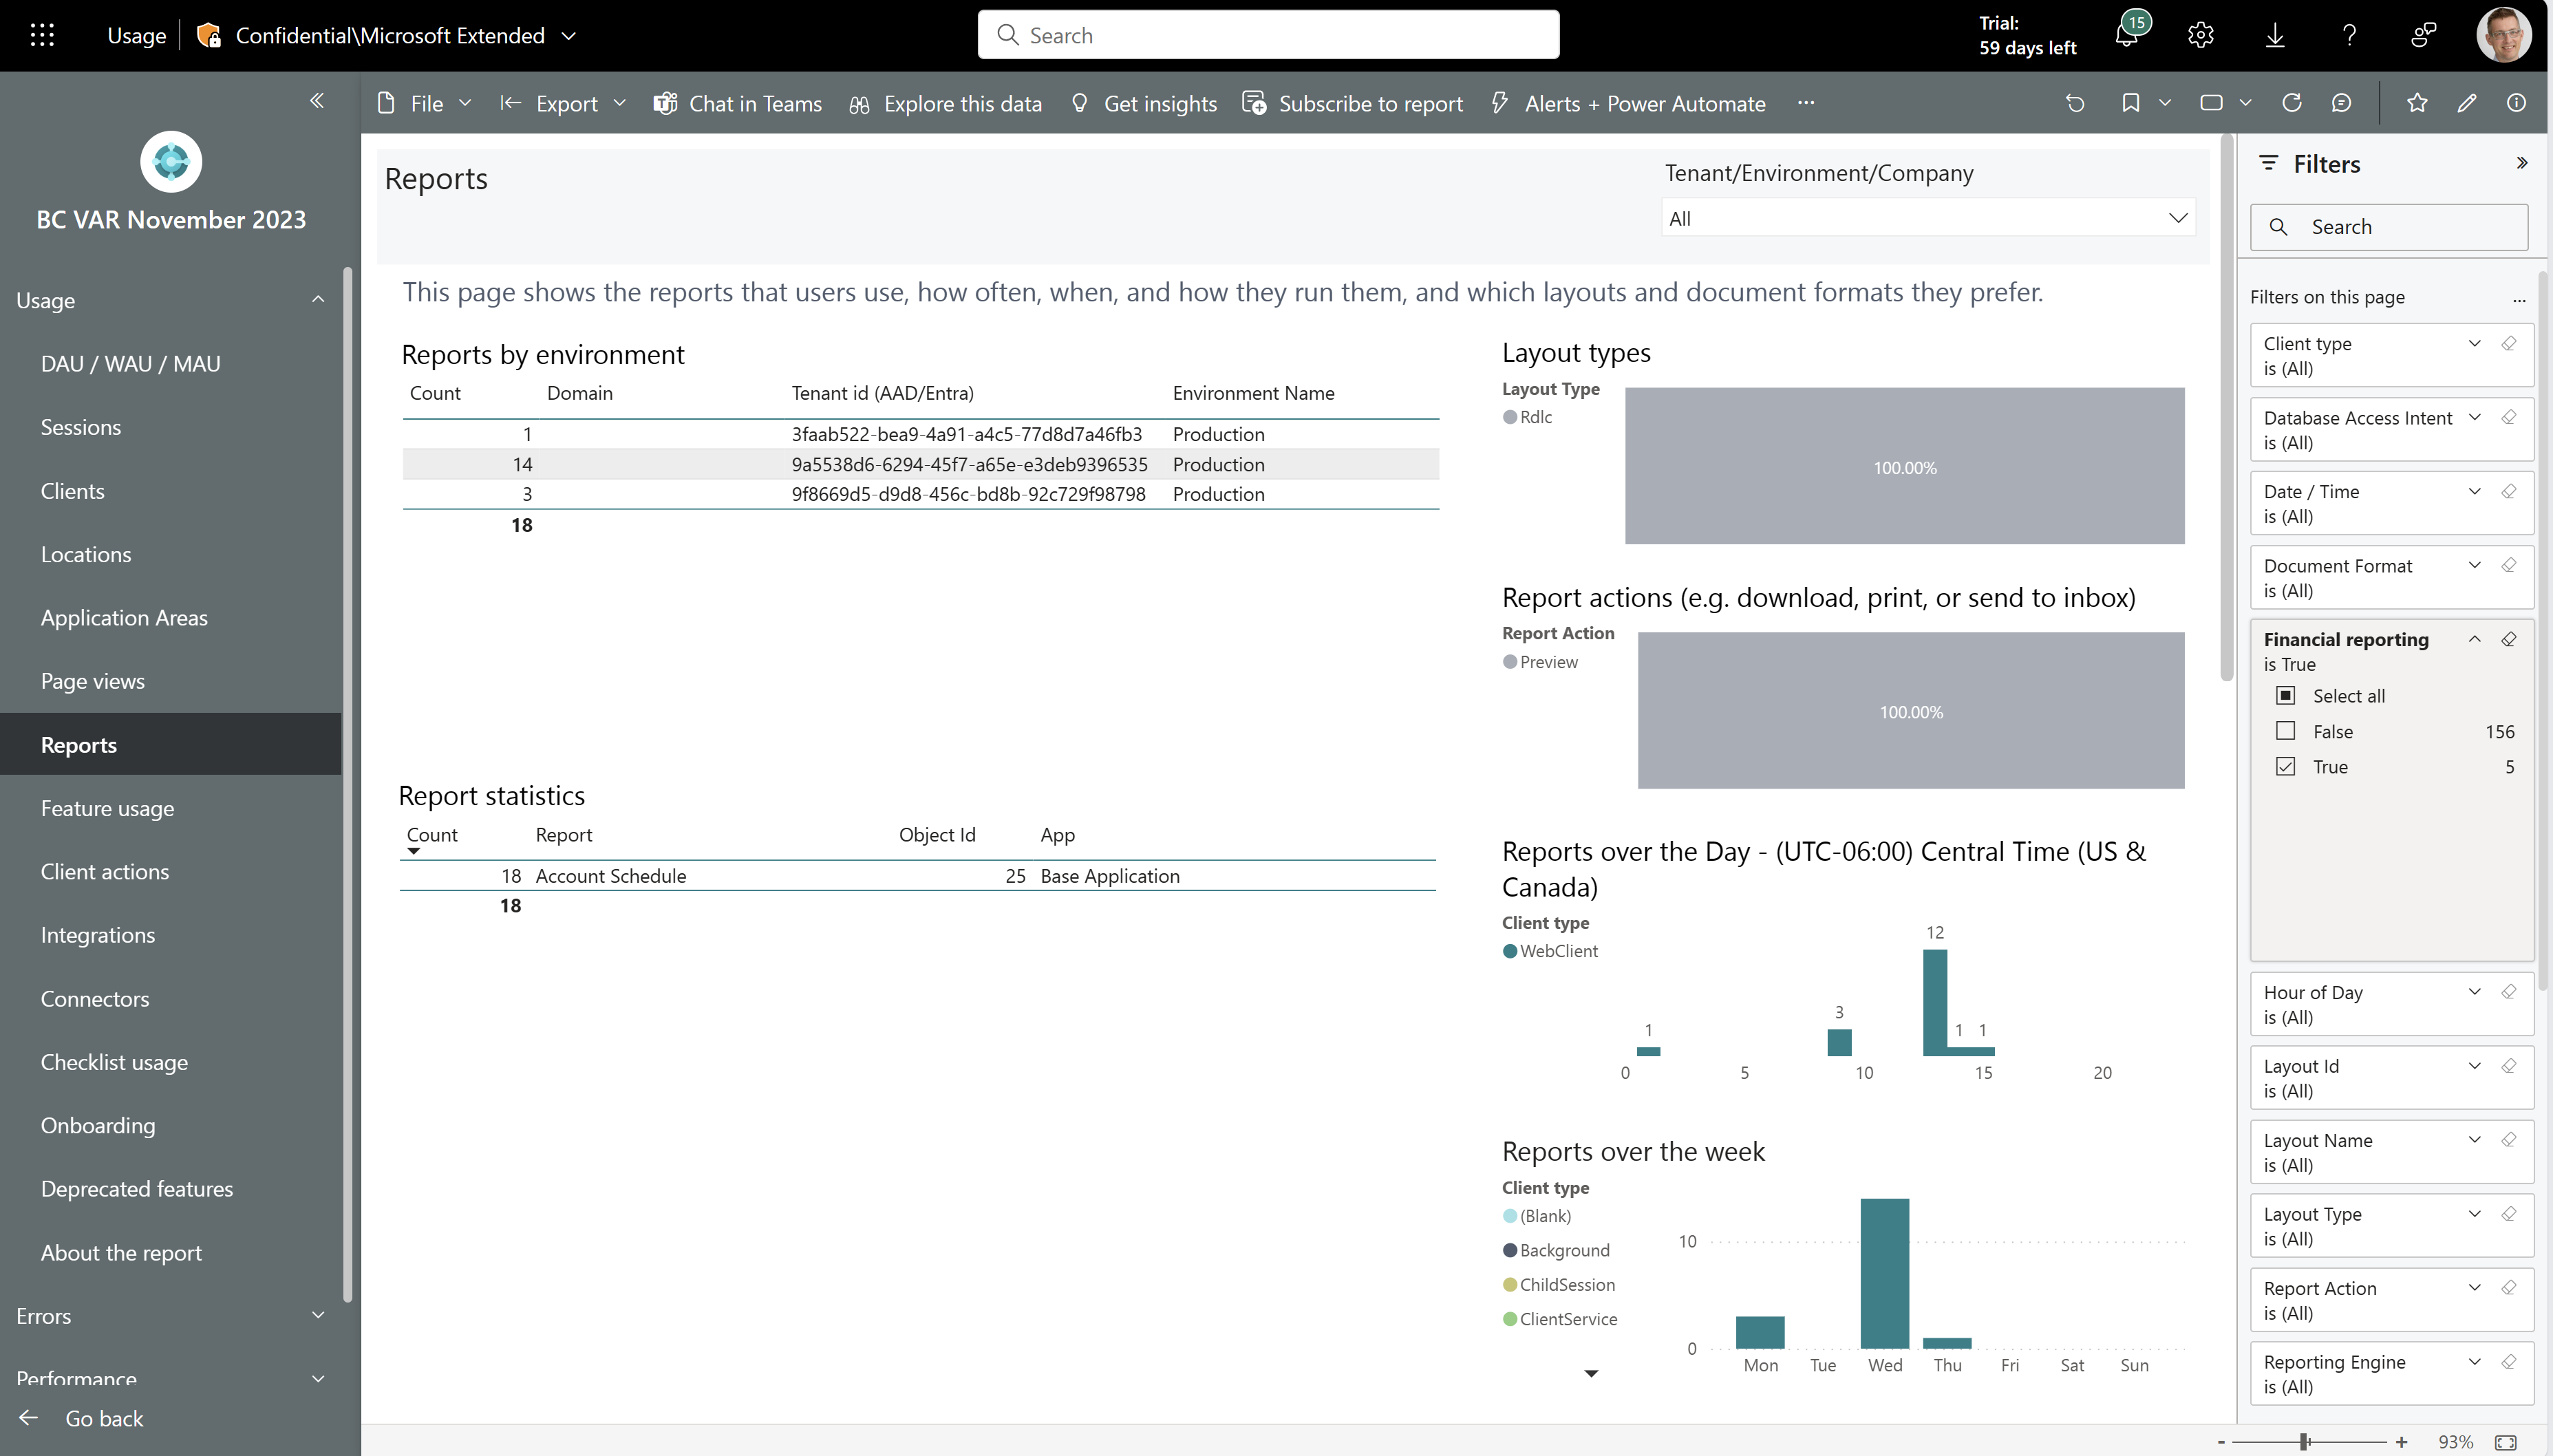 Usage
Confidential\Microsoft Extended
Search
Trial:
59 days left
15
File
Export
Chat in Teams
Explore this data
Get insights
Subscribe to report
Alerts + Power Automate
BC VAR November 2023
Usage
DAU / WAU / MAU
Sessions
Clients
Locations
Application Areas
Page views
Reports
Feature usage
Client actions
Integrations
Connectors
Checklist usage
Onboarding
Deprecated features
About the report
Errors
Performance
Go back
Reports
Tenant/Environment/Company
All
This page shows the reports that users use, how often, when, and how they run them, and which layouts and document formats they prefer.
Reports by environment
Count Domain Tenant id (AAD/Entra) Environment Name
1 3faab522-bea9-4a91-a4c5-77d8d7a46fb3 Production
14 9a5538d6-6294-45f7-a65e-e3deb9396535 Production
3 9f8669d5-d9d8-456c-bd8b-92c729f98798 Production
18
Report statistics
Count Report Object Id App
18 Account Schedule 25 Base Application
18
Layout types
Layout Type
Rdlc
100.00%
Report actions (e.g. download, print, or send to inbox)
Report Action
Preview
100.00%
Reports over the Day - (UTC-06:00) Central Time (US &
Canada)
Client type
WebClient
1 3 12 1 1
0 5 10 15 20
Reports over the week
Client type
(Blank)
Background
ChildSession
ClientService
10
0
Mon Tue Wed Thu Fri Sat Sun
Filters
Search
Filters on this page
Client type
is (All)
Database Access Intent
is (All)
Date / Time
is (All)
Document Format
is (All)
Financial reporting
is True
Select all
False 156
True 5
Hour of Day
is (All)
Layout Id
is (All)
Layout Name
is (All)
Layout Type
is (All)
Report Action
is (All)
Reporting Engine
is (All)
- + 93%